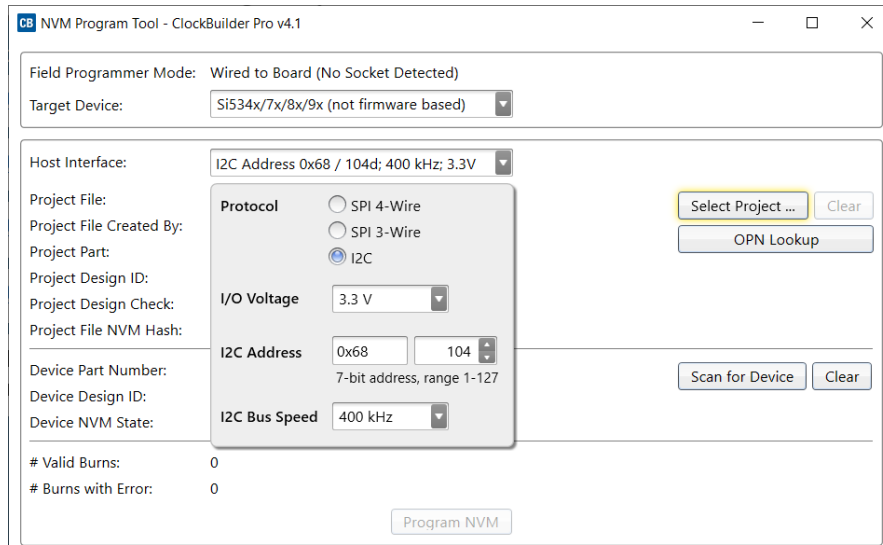 CB NVM Program Tool - ClockBuilder Pro v4.1
Field Programmer Mode: Wired to Board (No Socket Detected)
Target Device: Si534x/7x/8x/9x (not firmware based)
Host Interface: I2C Address 0x68 / 104d; 400 kHz; 3.3V
Project File:
Project File Created By:
Project Part:
Project Design ID:
Project Design Check:
Project File NVM Hash:
Protocol
SPI 4-Wire
SPI 3-Wire
I2C
I/O Voltage 3.3 V
I2C Address 0x68 104
7-bit address, range 1-127
I2C Bus Speed 400 kHz
Select Project ... Clear
OPN Lookup
Device Part Number:
Device Design ID:
Device NVM State:
Scan for Device Clear
# Valid Burns: 0
# Burns with Error: 0
Program NVM